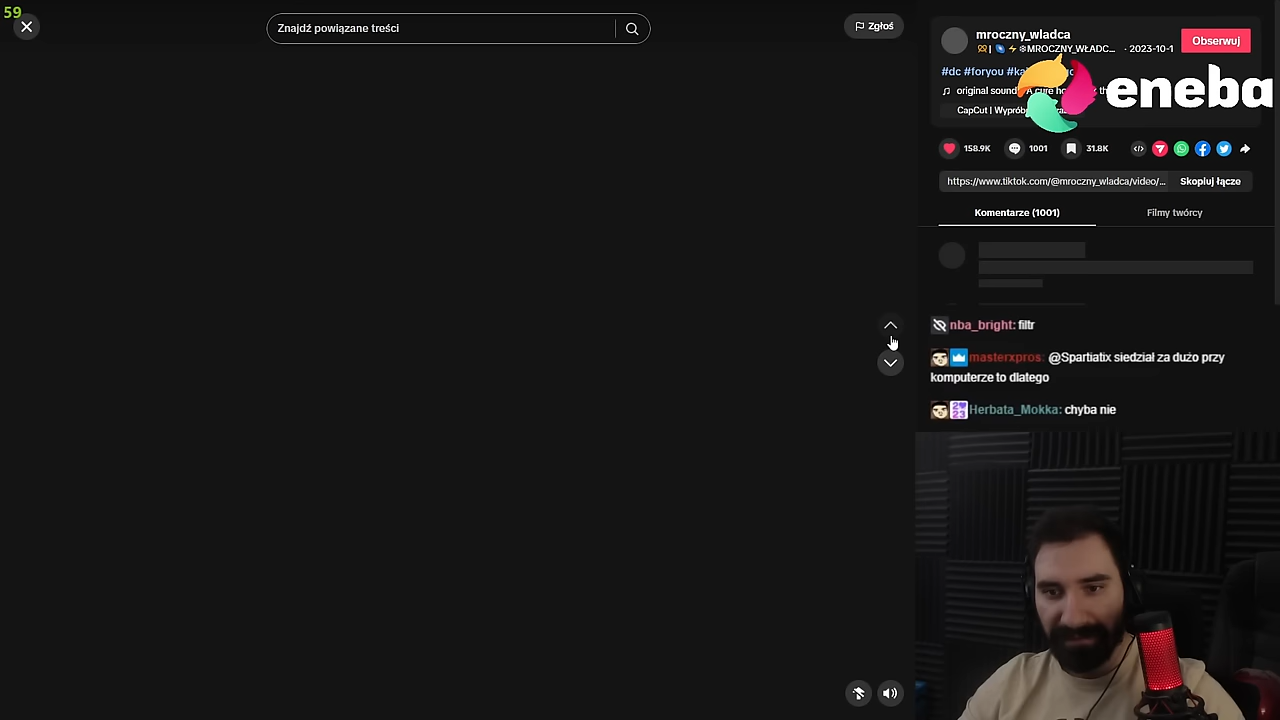 59
Znajdź powiązane treści
Zgłoś
mroczny_wladca
MROCZNY_WŁADC... · 2023-10-1
Obserwuj
#dc #foryou
eneba
original sound
CapCut |
158.9K
1001
31.8K
https://www.tiktok.com/@mroczny_wladca/video/...
Skopiuj łącze
Komentarze (1001)
Filmy twórcy
nba_bright: filtr
masterxpros: @Spartiatix siedział za dużo przy
komputerze to dlatego
Herbata_Mokka: chyba nie